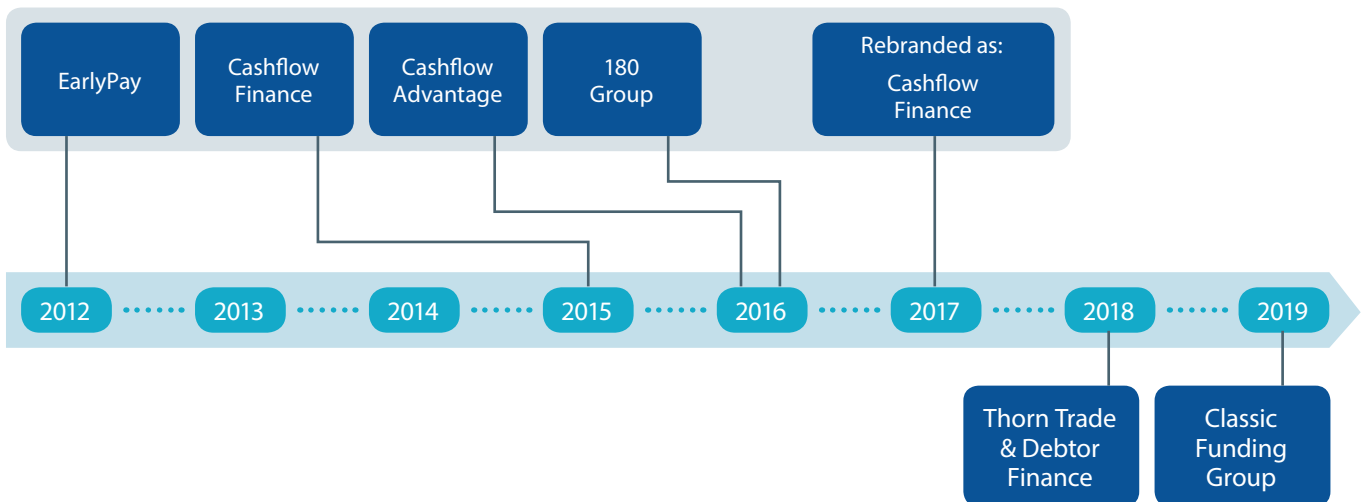 EarlyPay
Cashflow
Finance
Cashflow
Advantage
180
Group
Rebranded as:
Cashflow
Finance
2012
2013
2014
2015
2016
2017
2018
2019
Thorn Trade
& Debtor
Finance
Classic
Funding
Group